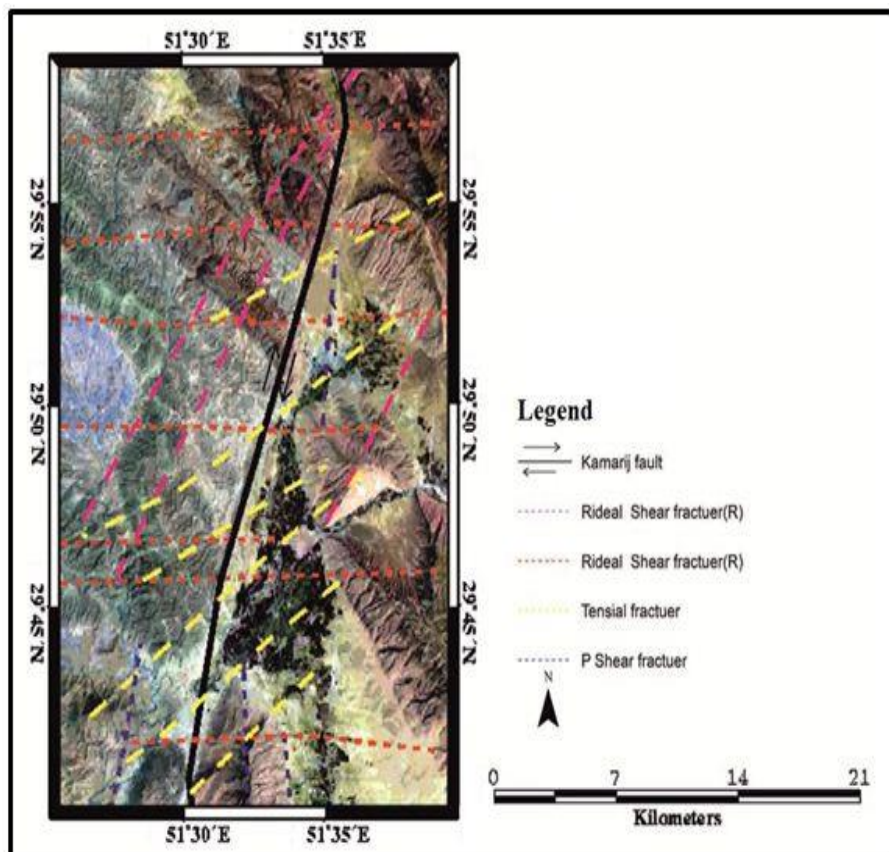 51°30´E 51°35´E
29°55´N 29°55´N
29°50´N 29°50´N
29°45´N 29°45´N
51°30´E 51°35´E
Legend
Kamarij fault
Rideal Shear fractuer(R)
Rideal Shear fractuer(R)
Tensial fractuer
P Shear fractuer
N
0 7 14 21
Kilometers